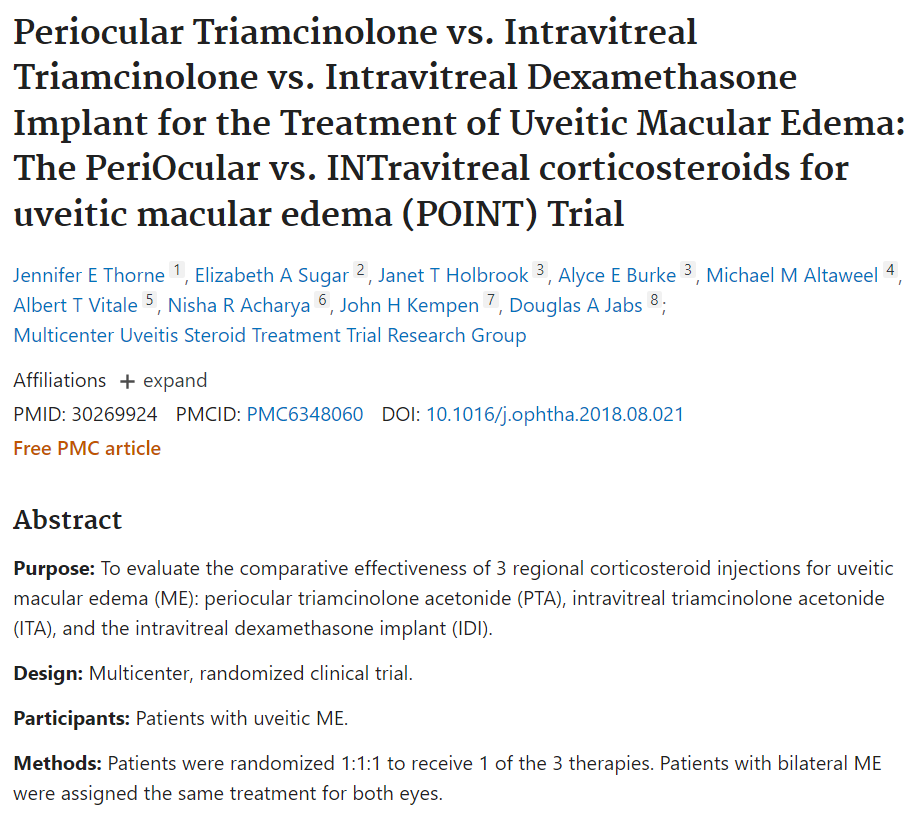 Periocular Triamcinolone vs. Intravitreal
Triamcinolone vs. Intravitreal Dexamethasone
Implant for the Treatment of Uveitic Macular Edema:
The PeriOcular vs. INTravitreal corticosteroids for
uveitic macular edema (POINT) Trial
Jennifer E Thorne 1, Elizabeth A Sugar 2, Janet T Holbrook 3, Alyce E Burke 3, Michael M Altaweel 4,
Albert T Vitale 5, Nisha R Acharya 6, John H Kempen 7, Douglas A Jabs 8;
Multicenter Uveitis Steroid Treatment Trial Research Group
Affiliations + expand
PMID: 30269924 PMCID: PMC6348060 DOI: 10.1016/j.ophtha.2018.08.021
Free PMC article
Abstract
Purpose: To evaluate the comparative effectiveness of 3 regional corticosteroid injections for uveitic
macular edema (ME): periocular triamcinolone acetonide (PTA), intravitreal triamcinolone acetonide
(ITA), and the intravitreal dexamethasone implant (IDI).
Design: Multicenter, randomized clinical trial.
Participants: Patients with uveitic ME.
Methods: Patients were randomized 1:1:1 to receive 1 of the 3 therapies. Patients with bilateral ME
were assigned the same treatment for both eyes.